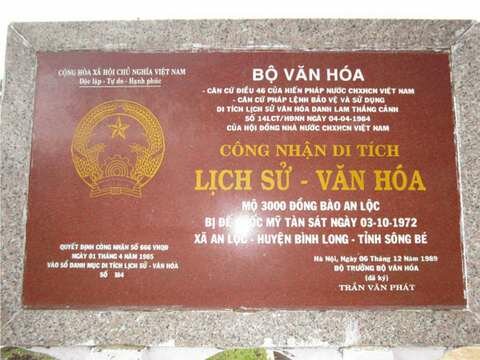 CỘNG HÒA XÃ HỘI CHỦ NGHĨA VIỆT NAM
Độc lập - Tự do - Hạnh phúc
QUYẾT ĐỊNH CÔNG NHẬN SỐ 666 VHQĐ
NGÀY 01 THÁNG 4 NĂM 1985
VÀO SỔ DANH MỤC DI TÍCH LỊCH SỬ - VĂN HÓA
SỐ 184
BỘ VĂN HÓA
- CĂN CỨ ĐIỀU 46 CỦA HIẾN PHÁP NƯỚC CHXHCN VIỆT NAM
- CĂN CỨ PHÁP LỆNH BẢO VỆ VÀ SỬ DỤNG
DI TÍCH LỊCH SỬ VĂN HÓA DANH LAM THẮNG CẢNH
SỐ 14LCT/HĐNN NGÀY 04-04-1984
CỦA HỘI ĐỒNG NHÀ NƯỚC CHXHCN VIỆT NAM
CÔNG NHẬN DI TÍCH
LỊCH SỬ - VĂN HÓA
MỘ 3000 ĐỒNG BÀO AN LỘC
BỊ ĐẾ QUỐC MỸ TÀN SÁT NGÀY 03-10-1972
XÃ AN LỘC - HUYỆN BÌNH LONG - TỈNH SÔNG BÉ
Hà Nội, Ngày 06 Tháng 12 Năm 1989
BỘ TRƯỞNG BỘ VĂN HÓA
(đã ký)
TRẦN VĂN PHÁT